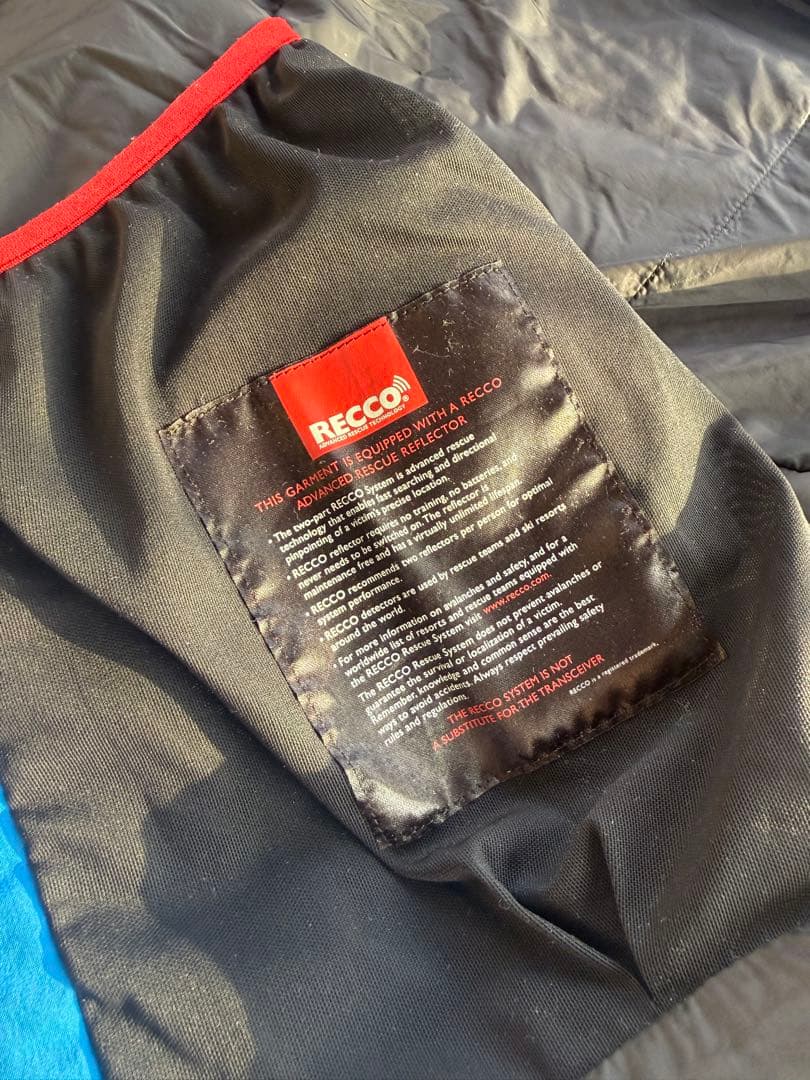 RECCO®
ADVANCED RESCUE TECHNOLOGY
THIS GARMENT IS EQUIPPED WITH A RECCO
ADVANCED RESCUE REFLECTOR
• The two-part RECCO System is advanced rescue
technology that enables fast searching and directional
pinpointing of a victim's precise location.
• RECCO reflector requires no training, no batteries, and
never needs to be switched on. The reflector is
maintenance free and has a virtually unlimited lifespan.
• RECCO recommends two reflectors per person for optimal
system performance.
• RECCO detectors are used by rescue teams and ski resorts
around the world.
• For more information on avalanches and safety, and for a
worldwide list of resorts and rescue teams equipped with
the RECCO Rescue System visit www.recco.com.
The RECCO Rescue System does not prevent avalanches or
guarantee the survival or localization of a victim.
Remember, knowledge and common sense are the best
ways to avoid accidents. Always respect prevailing safety
rules and regulations.
THE RECCO SYSTEM IS NOT
A SUBSTITUTE FOR THE TRANSCEIVER
RECCO is a registered trademark.